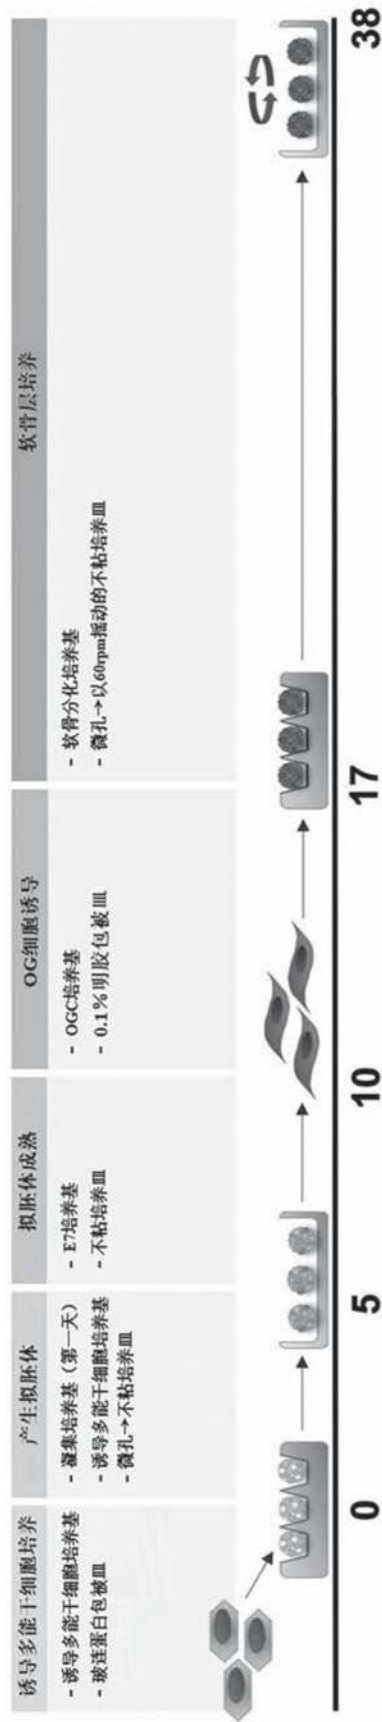 诱导多能干细胞培养
- 诱导多能干细胞培养基
- 玻连蛋白包被皿
产生拟胚体
- 凝集培养基（第一天）
- 诱导多能干细胞培养基
- 微孔→不粘培养皿
拟胚体成熟
- E7培养基
- 不粘培养皿
OG细胞诱导
- OGC培养基
- 0.1%明胶包被皿
软骨层培养
- 软骨分化培养基
- 微孔→以60rpm摇动的不粘培养皿
0
5
10
17
38